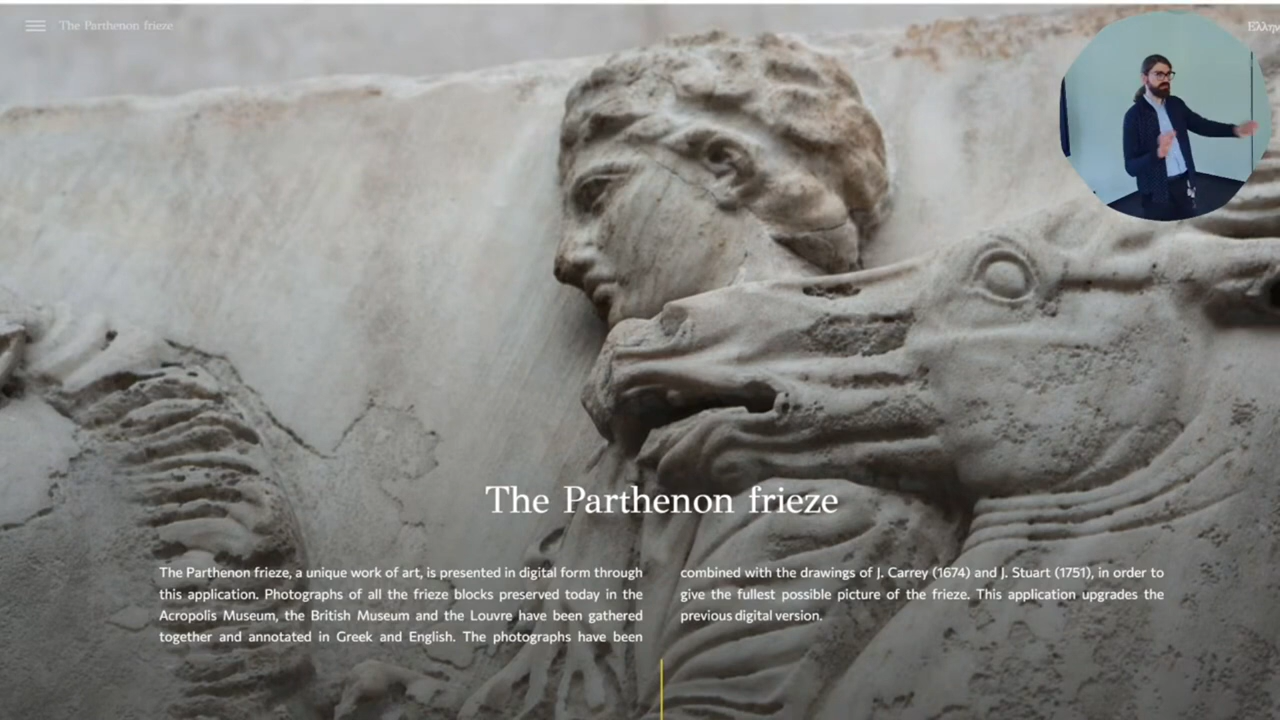 The Parthenon frieze
The Parthenon frieze
The Parthenon frieze, a unique work of art, is presented in digital form through
this application. Photographs of all the frieze blocks preserved today in the
Acropolis Museum, the British Museum and the Louvre have been gathered
together and annotated in Greek and English. The photographs have been
combined with the drawings of J. Carrey (1674) and J. Stuart (1751), in order to
give the fullest possible picture of the frieze. This application upgrades the
previous digital version.